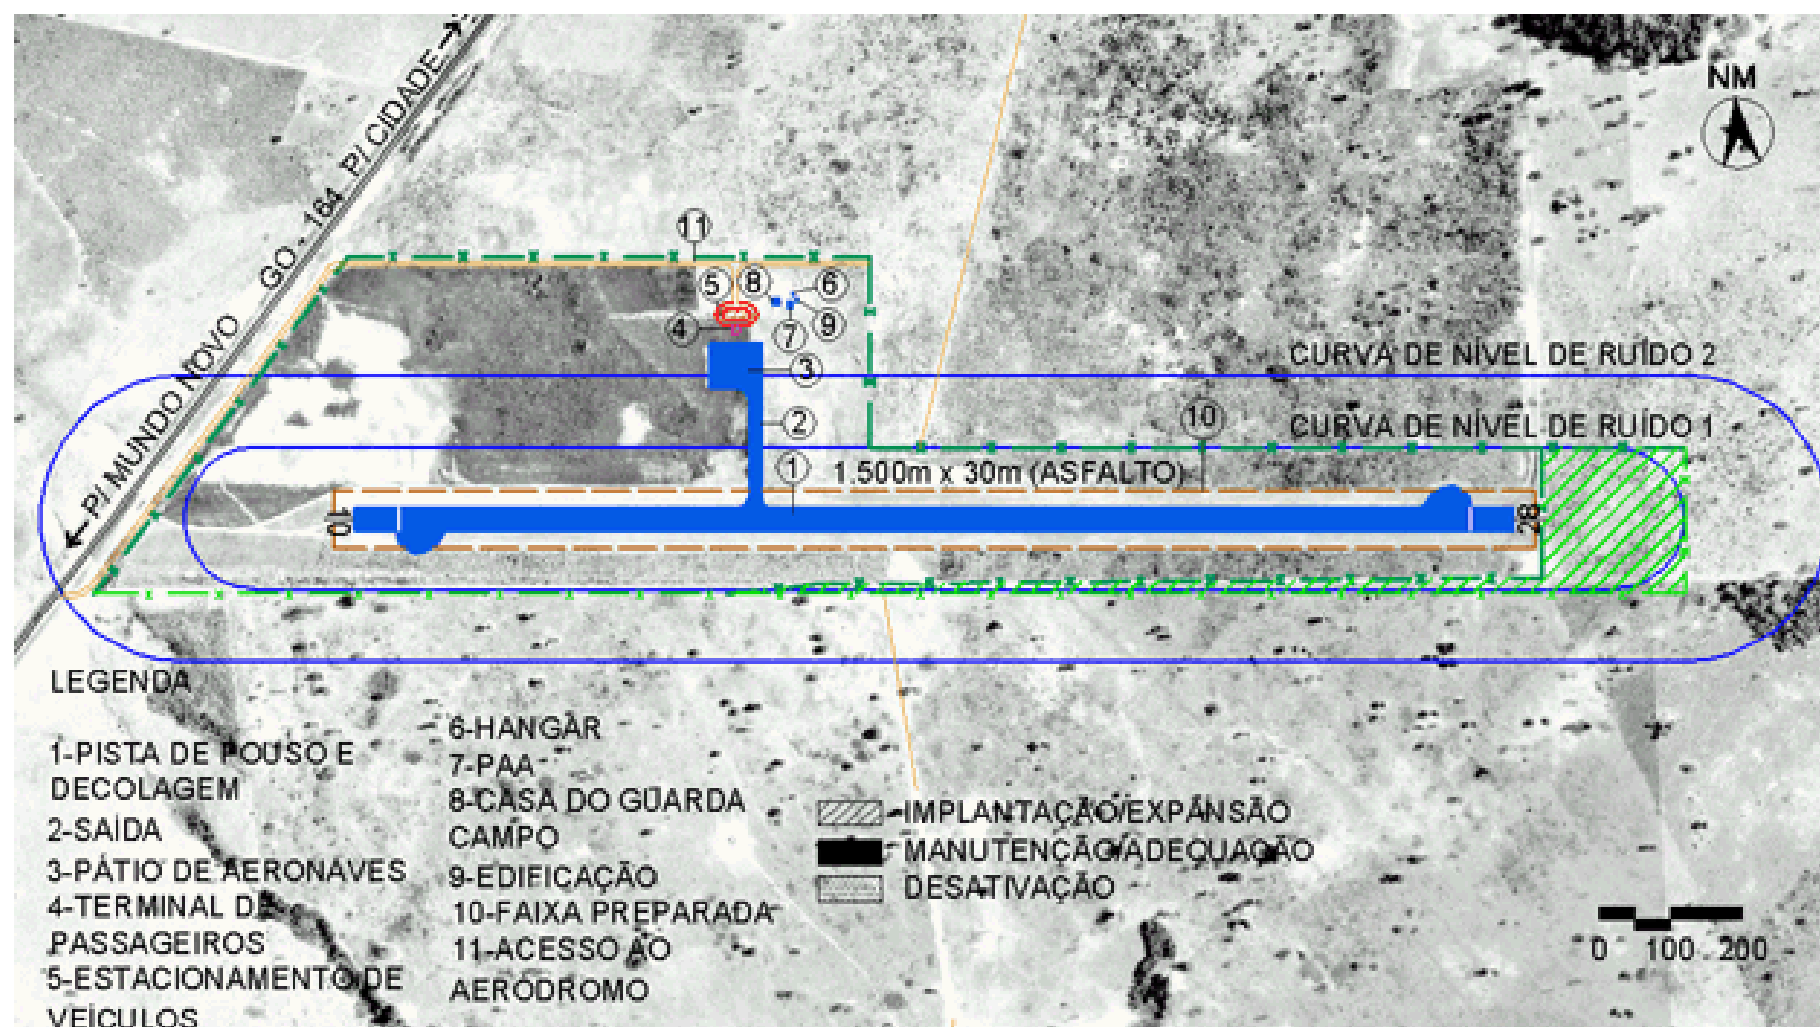 NM
GO - 164 P/ CIDADE
P/ MUNDO NOVO
11
5
8
6
4
7
9
3
CURVA DE NÍVEL DE RUÍDO 2
2
10
CURVA DE NÍVEL DE RUÍDO 1
1
1.500m x 30m (ASFALTO)
10
28
LEGENDA
1-PISTA DE POUSO E
DECOLAGEM
2-SAÍDA
3-PÁTIO DE AERONAVES
4-TERMINAL DE
PASSAGEIROS
5-ESTACIONAMENTO DE
VEÍCULOS
6-HANGAR
7-PAA
8-CASA DO GUARDA
CAMPO
9-EDIFICAÇÃO
10-FAIXA PREPARADA
11-ACESSO AO
AERÓDROMO
IMPLANTAÇÃO/EXPANSÃO
MANUTENÇÃO/ADEQUAÇÃO
DESATIVAÇÃO
0 100 200